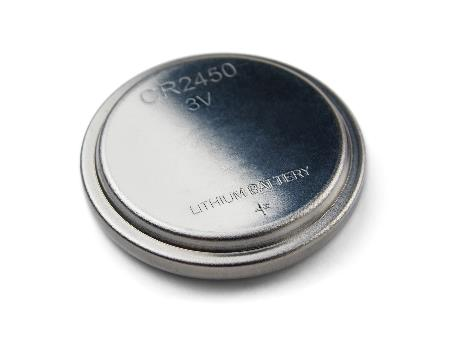 CR2450
3V
LITHIUM BATTERY
+